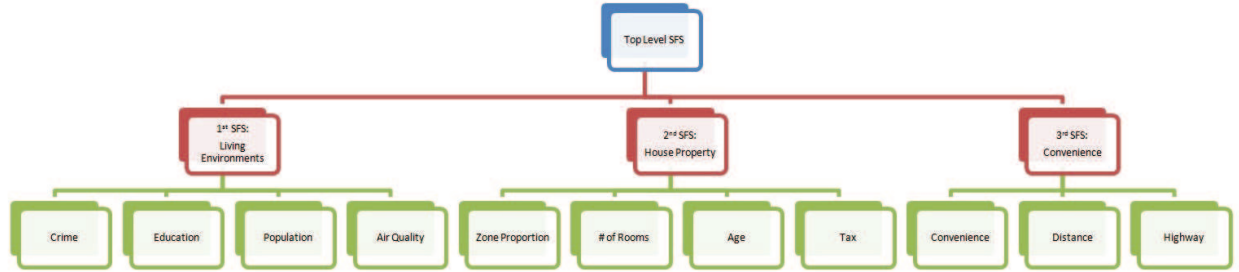 Top Level SFS
1st SFS:
Living
Environments
2nd SFS:
House Property
3rd SFS:
Convenience
Crime
Education
Population
Air Quality
Zone Proportion
# of Rooms
Age
Tax
Convenience
Distance
Highway